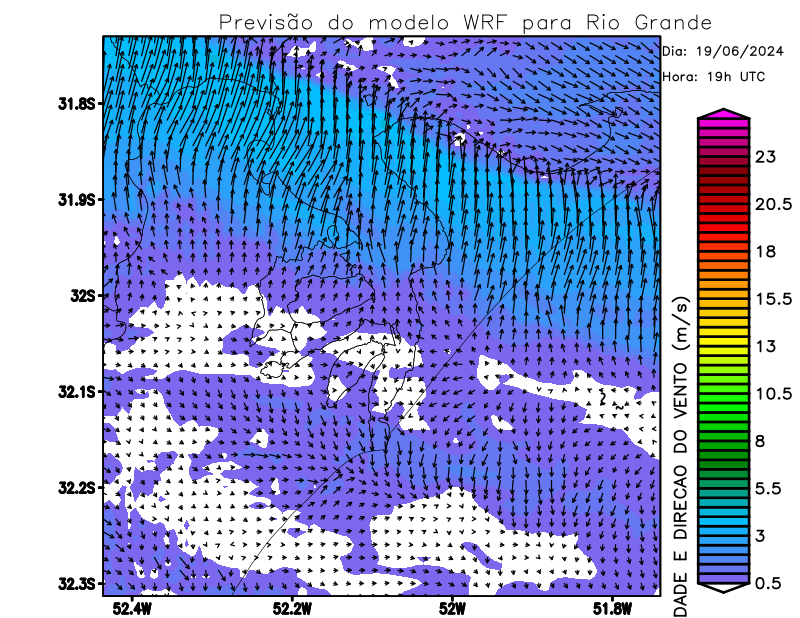 Previsão do modelo WRF para Rio Grande
Dia: 19/06/2024
Hora: 19h UTC
31.8S
31.9S
32S
32.1S
32.2S
32.3S
52.4W
52.2W
52W
51.8W
DADE E DIRECAO DO VENTO (m/s)
23
20.5
18
15.5
13
10.5
8
5.5
3
0.5